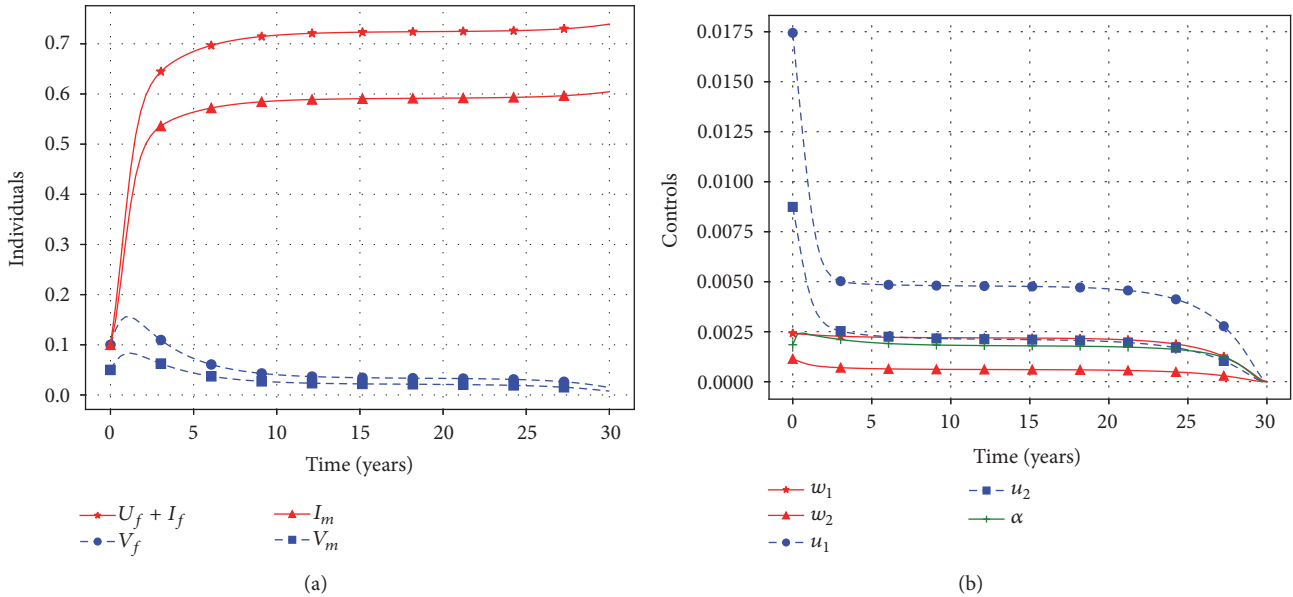 0.7
0.6
0.5
0.4
0.3
0.2
0.1
0.0
Individuals
0 5 10 15 20 25 30
Time (years)
U_f + I_f
V_f
I_m
V_m
(a)
0.0175
0.0150
0.0125
0.0100
0.0075
0.0050
0.0025
0.0000
Controls
0 5 10 15 20 25 30
Time (years)
w_1
w_2
u_1
u_2
α
(b)